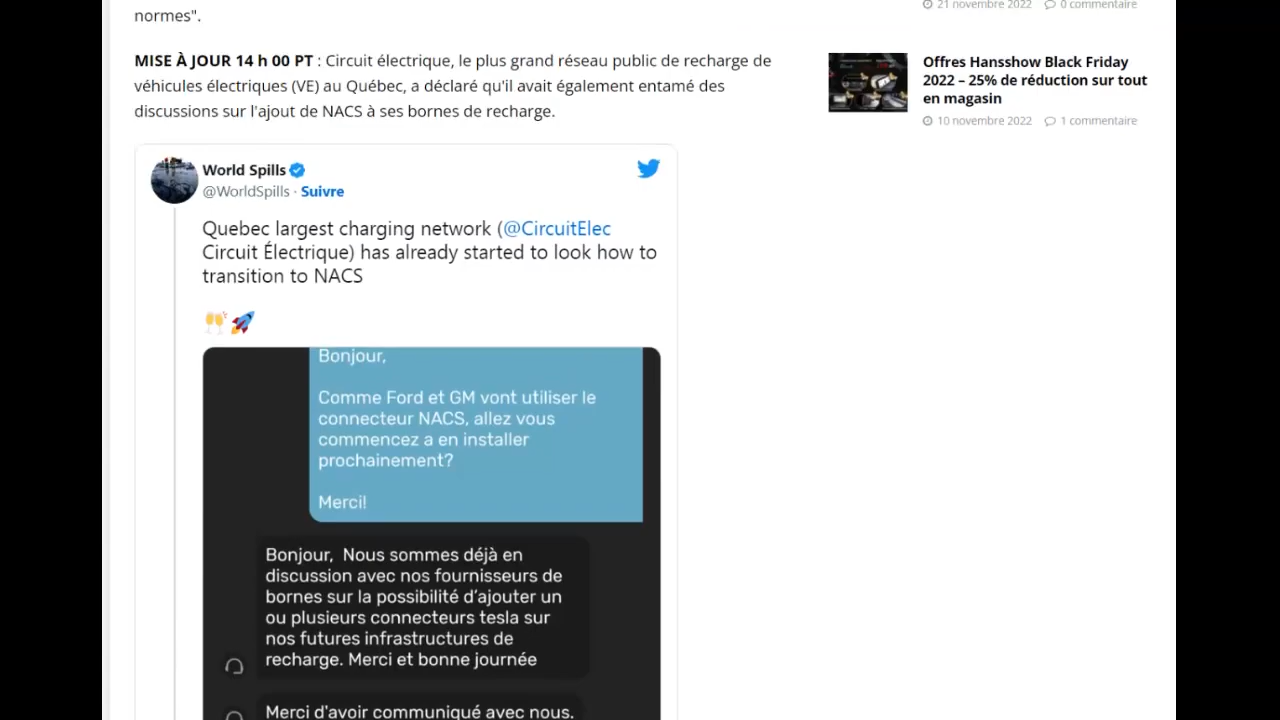 normes".
MISE À JOUR 14 h 00 PT : Circuit électrique, le plus grand réseau public de recharge de
véhicules électriques (VE) au Québec, a déclaré qu'il avait également entamé des
discussions sur l'ajout de NACS à ses bornes de recharge.
World Spills
@WorldSpills · Suivre
Quebec largest charging network (@CircuitElec
Circuit Électrique) has already started to look how to
transition to NACS
🥂🚀
Bonjour,
Comme Ford et GM vont utiliser le
connecteur NACS, allez vous
commencez a en installer
prochainement?
Merci!
Bonjour,  Nous sommes déjà en
discussion avec nos fournisseurs de
bornes sur la possibilité d'ajouter un
ou plusieurs connecteurs tesla sur
nos futures infrastructures de
recharge. Merci et bonne journée
Merci d'avoir communiqué avec nous.
21 novembre 2022 0 commentaire
Offres Hansshow Black Friday
2022 – 25% de réduction sur tout
en magasin
10 novembre 2022 1 commentaire